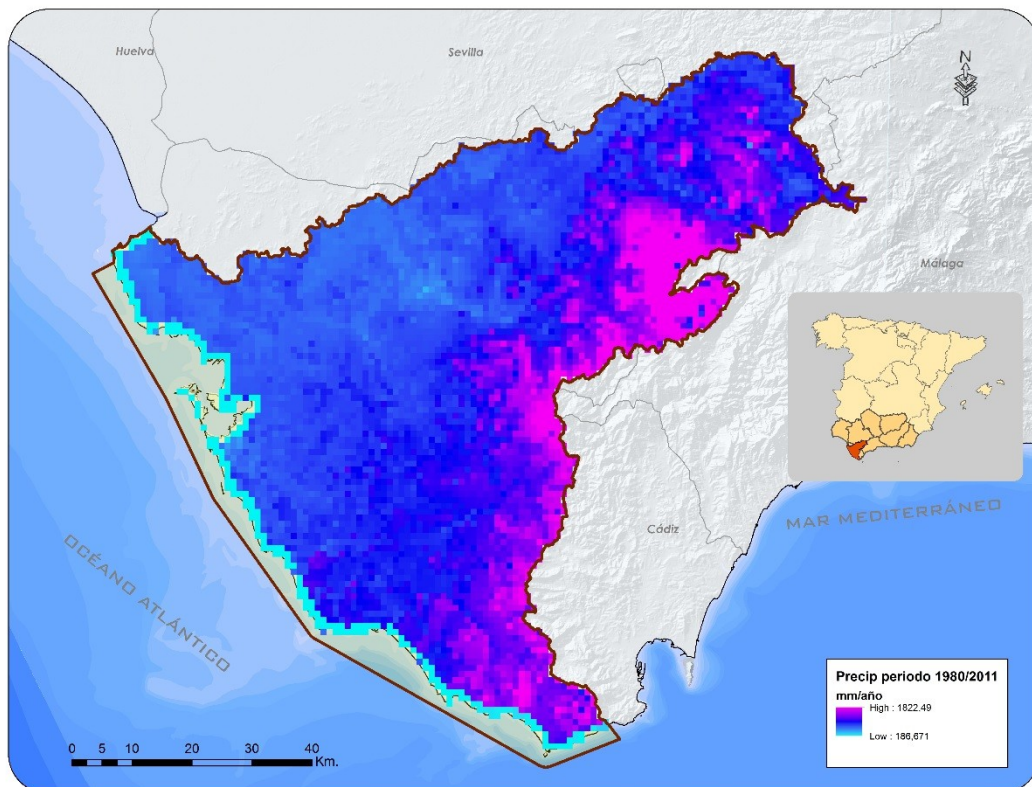 Huelva
Sevilla
N
Málaga
Cádiz
MAR MEDITERRÁNEO
OCÉANO ATLÁNTICO
Precip periodo 1980/2011
mm/año
High : 1822.49
Low : 186,671
0 5 10 20 30 40
Km.